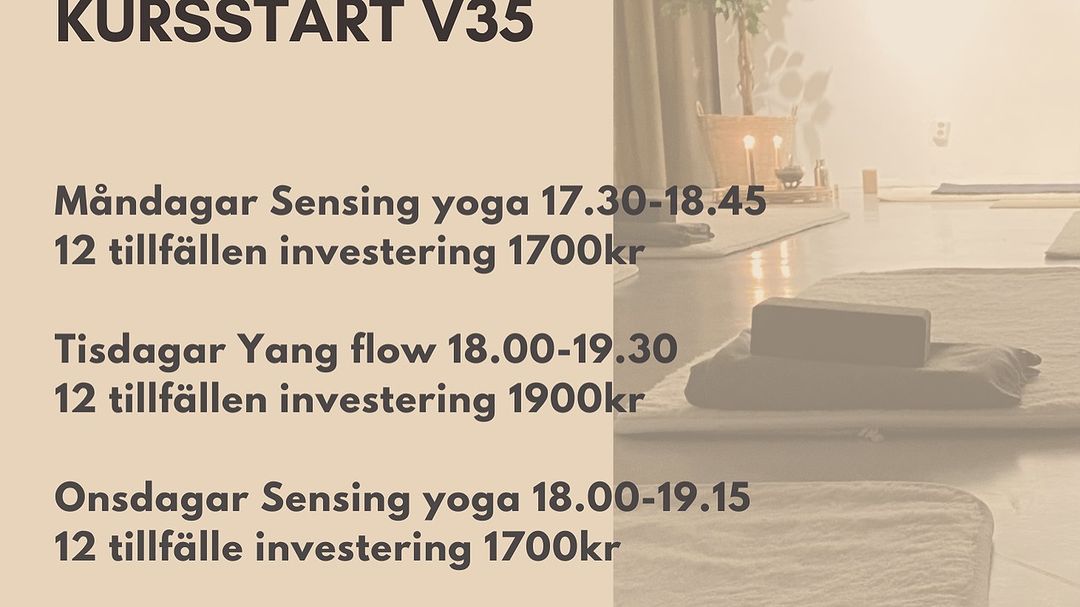 KURSSTART V35
Måndagar Sensing yoga 17.30-18.45
12 tillfällen investering 1700kr
Tisdagar Yang flow 18.00-19.30
12 tillfällen investering 1900kr
Onsdagar Sensing yoga 18.00-19.15
12 tillfälle investering 1700kr